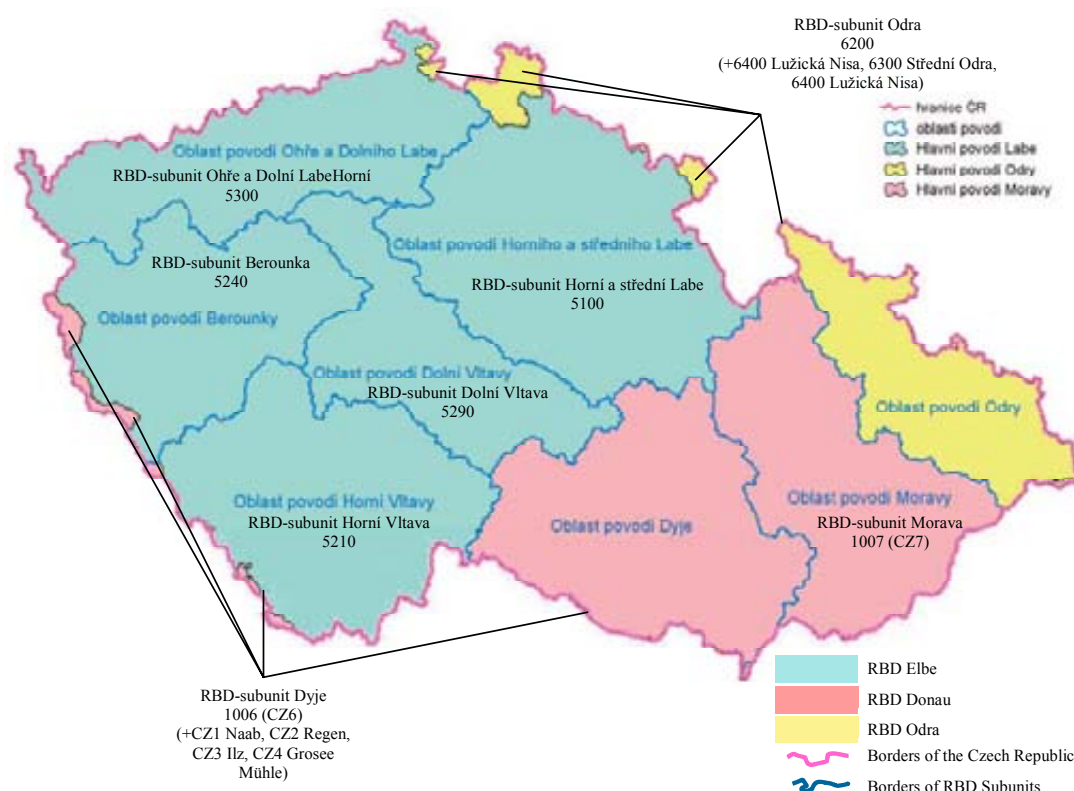 RBD-subunit Odra
6200
(+6400 Lužická Nisa, 6300 Střední Odra,
6400 Lužická Nisa)
hranice ČR
oblasti povodí
Hlavní povodí Labe
Hlavní povodí Odry
Hlavní povodí Moravy
Oblast povodí Ohře a Dolního Labe
RBD-subunit Ohře a Dolní LabeHorní
5300
Oblast povodí Horního a středního Labe
RBD-subunit Berounka
5240
RBD-subunit Horní a střední Labe
5100
Oblast povodí Berounky
Oblast povodí Dolní Vltavy
RBD-subunit Dolní Vltava
5290
Oblast povodí Odry
Oblast povodí Horní Vltavy
RBD-subunit Horní Vltava
5210
Oblast povodí Dyje
Oblast povodí Moravy
RBD-subunit Morava
1007 (CZ7)
RBD-subunit Dyje
1006 (CZ6)
(+CZ1 Naab, CZ2 Regen,
CZ3 Ilz, CZ4 Grosee
Mühle)
RBD Elbe
RBD Donau
RBD Odra
Borders of the Czech Republic
Borders of RBD Subunits